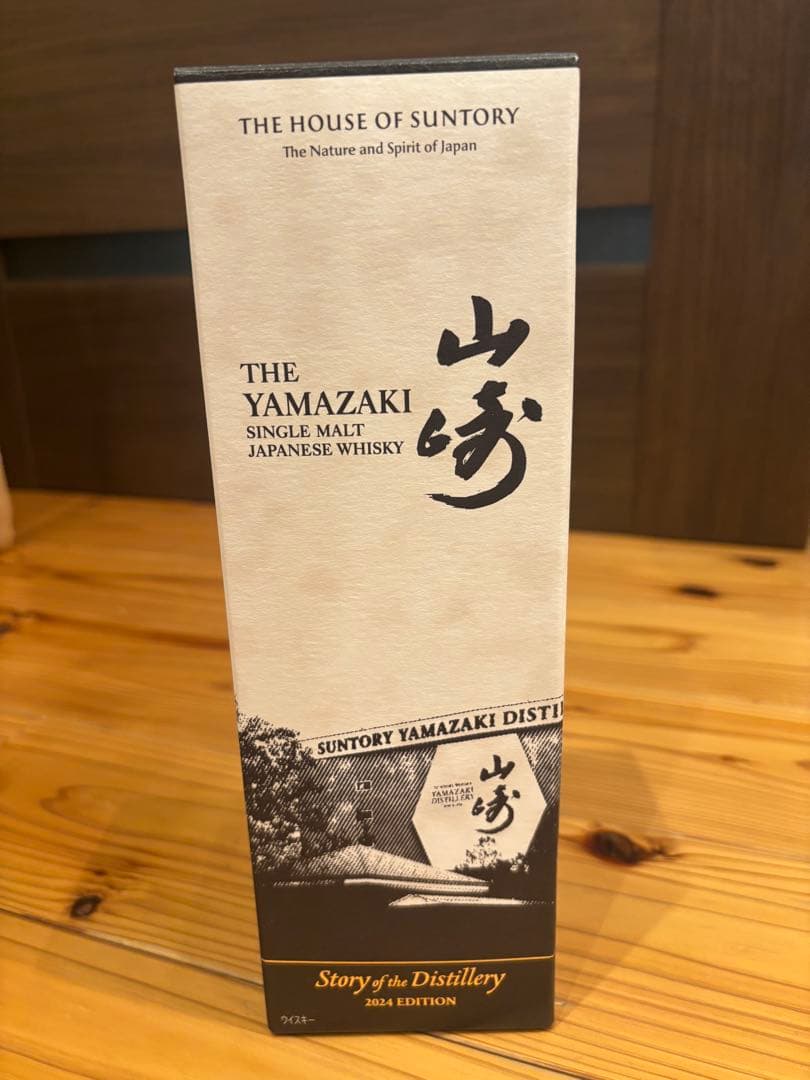 THE HOUSE OF SUNTORY
The Nature and Spirit of Japan
山崎
THE
YAMAZAKI
SINGLE MALT
JAPANESE WHISKY
SUNTORY YAMAZAKI DISTI
山崎
YAMAZAKI
DISTILLERY
Story of the Distillery
2024 EDITION
ウイスキー